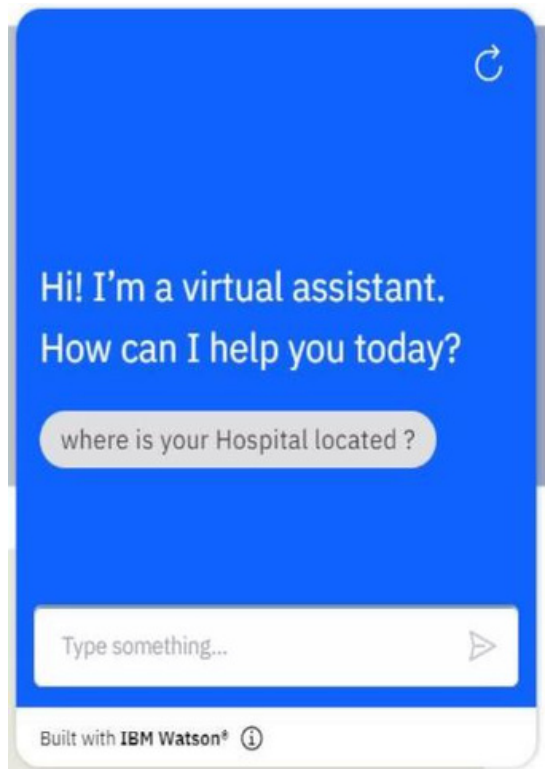 Hi! I'm a virtual assistant.
How can I help you today?
where is your Hospital located ?
Type something...
Built with IBM Watson®